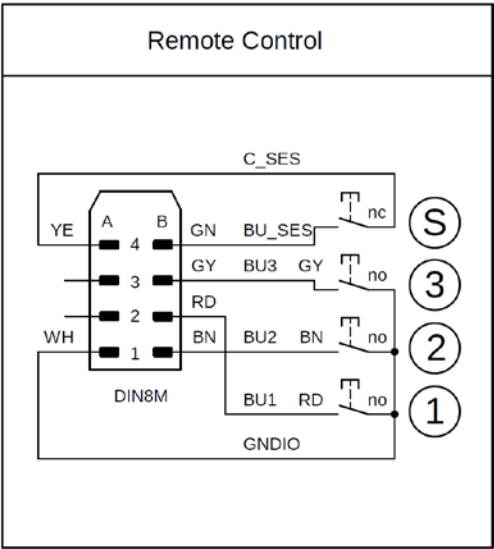 Remote Control
C_SES
YE A B GN BU_SES nc S
4
GY BU3 GY no 3
3
RD
2
WH BN BU2 BN no 2
1
DIN8M BU1 RD no 1
GNDIO